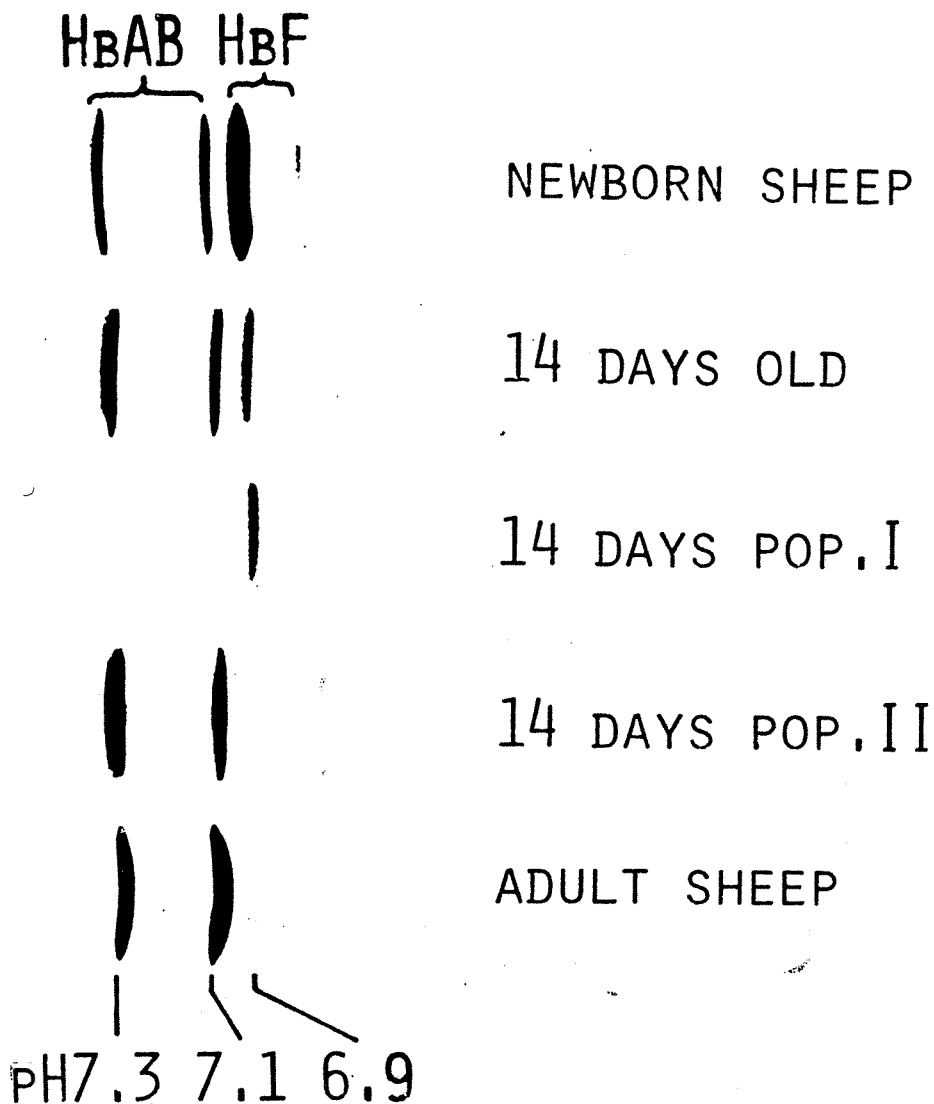 HBAB HBF
NEWBORN SHEEP
14 DAYS OLD
14 DAYS POP.I
14 DAYS POP.II
ADULT SHEEP
PH7.3 7.1 6.9